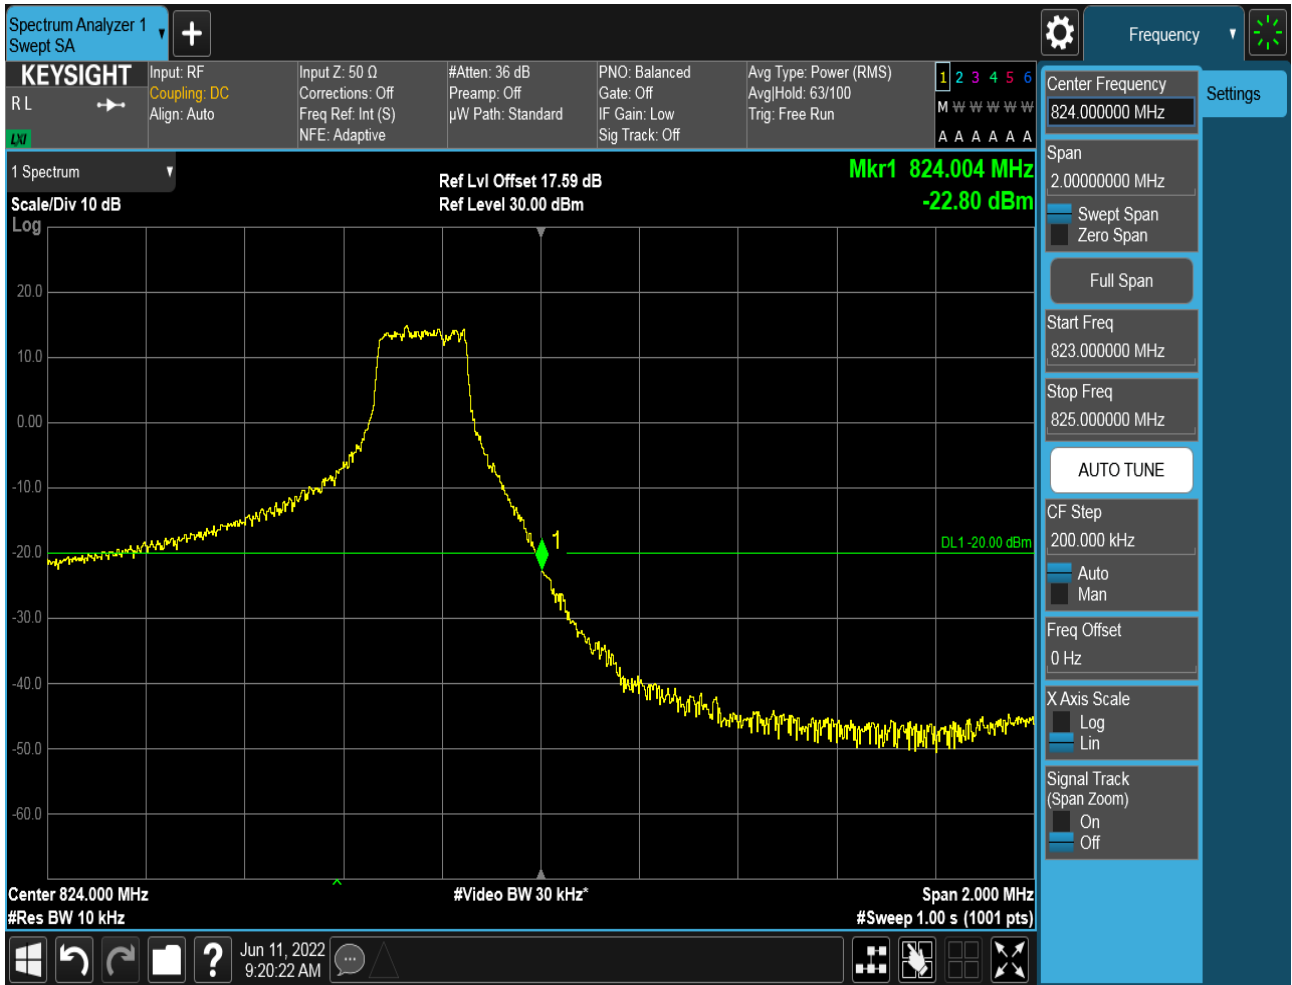 Spectrum Analyzer 1
Swept SA
Frequency
KEYSIGHT
R L
LXI
Input: RF
Coupling: DC
Align: Auto
Input Z: 50 Ω
Corrections: Off
Freq Ref: Int (S)
NFE: Adaptive
#Atten: 36 dB
Preamp: Off
µW Path: Standard
PNO: Balanced
Gate: Off
IF Gain: Low
Sig Track: Off
Avg Type: Power (RMS)
Avg|Hold: 63/100
Trig: Free Run
1 2 3 4 5 6
M W W W W W
A A A A A A
1 Spectrum
Scale/Div 10 dB
Log
Ref Lvl Offset 17.59 dB
Ref Level 30.00 dBm
Mkr1 824.004 MHz
-22.80 dBm
20.0
10.0
0.00
-10.0
-20.0
-30.0
-40.0
-50.0
-60.0
1
DL1 -20.00 dBm
Center 824.000 MHz
#Res BW 10 kHz
#Video BW 30 kHz*
Span 2.000 MHz
#Sweep 1.00 s (1001 pts)
Jun 11, 2022
9:20:22 AM
Center Frequency
824.000000 MHz
Settings
Span
2.00000000 MHz
Swept Span
Zero Span
Full Span
Start Freq
823.000000 MHz
Stop Freq
825.000000 MHz
AUTO TUNE
CF Step
200.000 kHz
Auto
Man
Freq Offset
0 Hz
X Axis Scale
Log
Lin
Signal Track
(Span Zoom)
On
Off